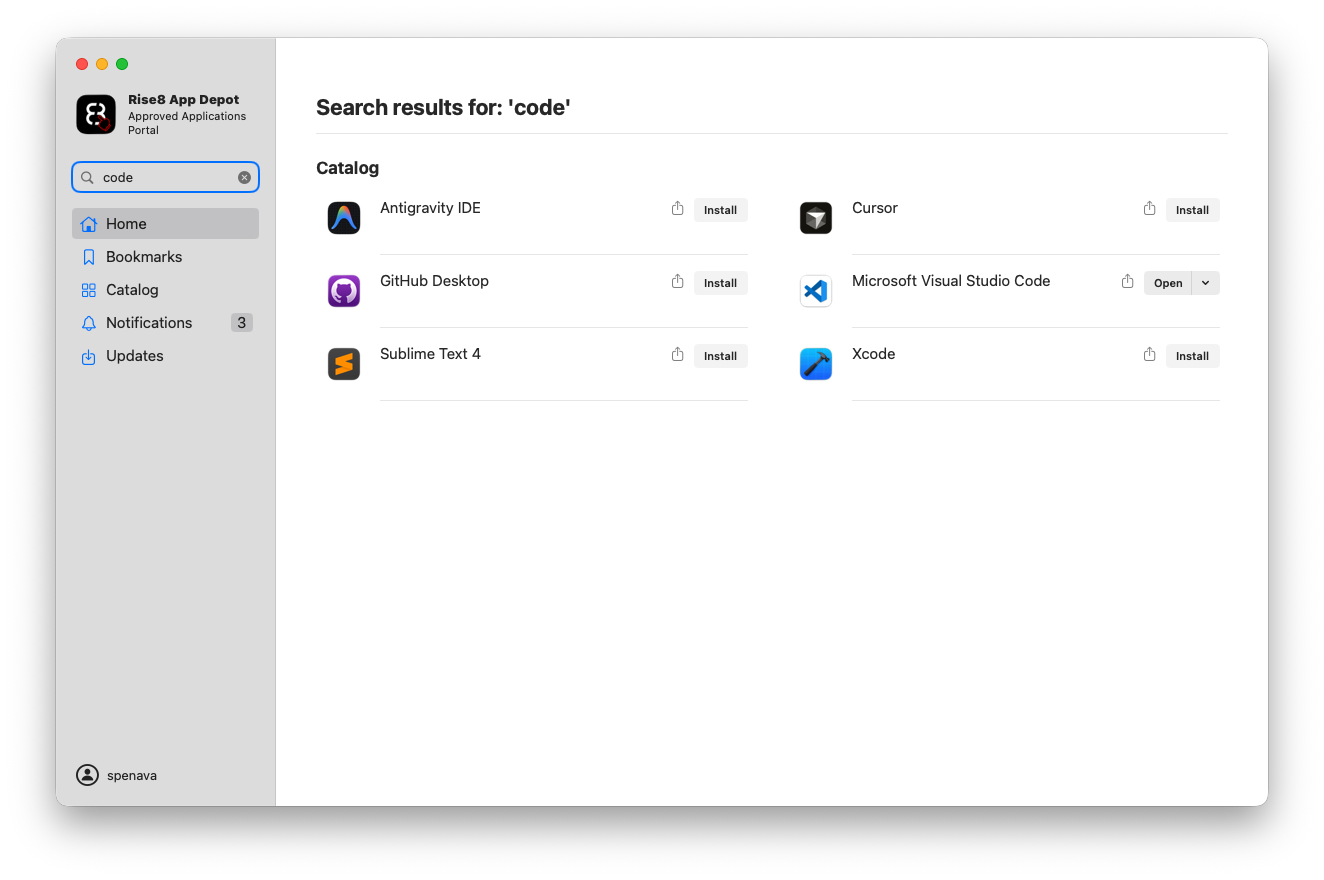 Rise8 App Depot
Approved Applications
Portal
code
Home
Bookmarks
Catalog
Notifications 3
Updates
spenava
Search results for: 'code'
Catalog
Antigravity IDE Install
Cursor Install
GitHub Desktop Install
Microsoft Visual Studio Code Open
Sublime Text 4 Install
Xcode Install